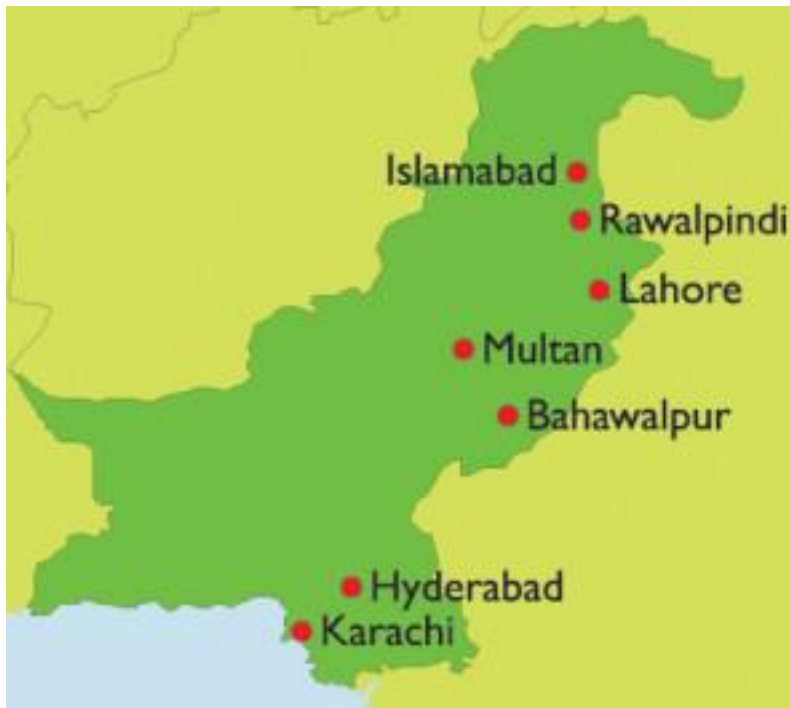 Islamabad
Rawalpindi
Lahore
Multan
Bahawalpur
Hyderabad
Karachi